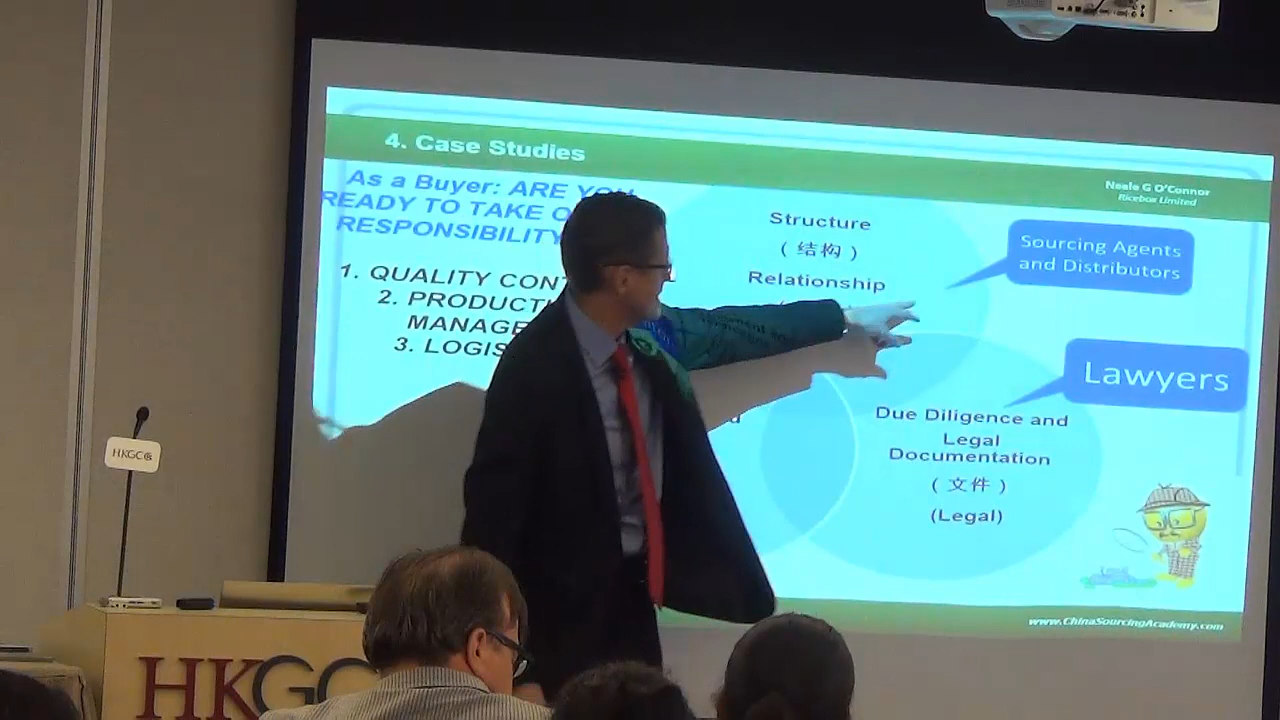 4. Case Studies
Neale G O'Connor
Ricebox Limited
As a Buyer: ARE YOU
READY TO TAKE
RESPONSIBILITY
1. QUALITY
2. PRODUCTI
MANAGE
3. LOGIS
Structure
(结构)
Relationship
Sourcing Agents
and Distributors
Lawyers
Due Diligence and
Legal
Documentation
(文件)
(Legal)
www.ChinaSourcingAcademy.com
HKGCC
HKGC